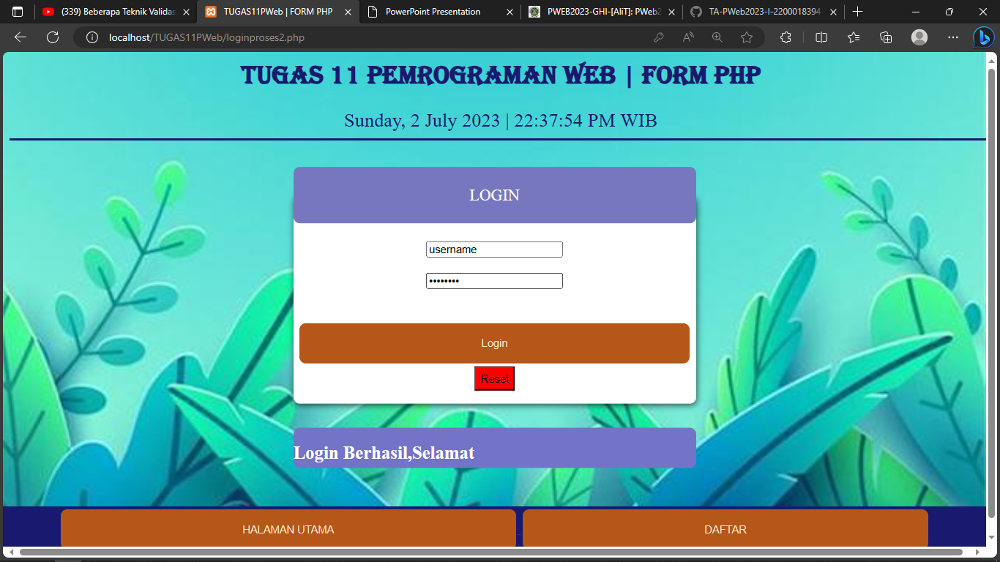 (339) Beberapa Teknik Validas
TUGAS11PWeb | FORM PHP
PowerPoint Presentation
PWEB2023-GHI-[AliT]: PWeb2
TA-PWeb2023-I-2200018394-
localhost/TUGAS11PWeb/loginproses2.php
TUGAS 11 PEMROGRAMAN WEB | FORM PHP
Sunday, 2 July 2023 | 22:37:54 PM WIB
LOGIN
username
••••••••
Login
Reset
Login Berhasil,Selamat
HALAMAN UTAMA
DAFTAR